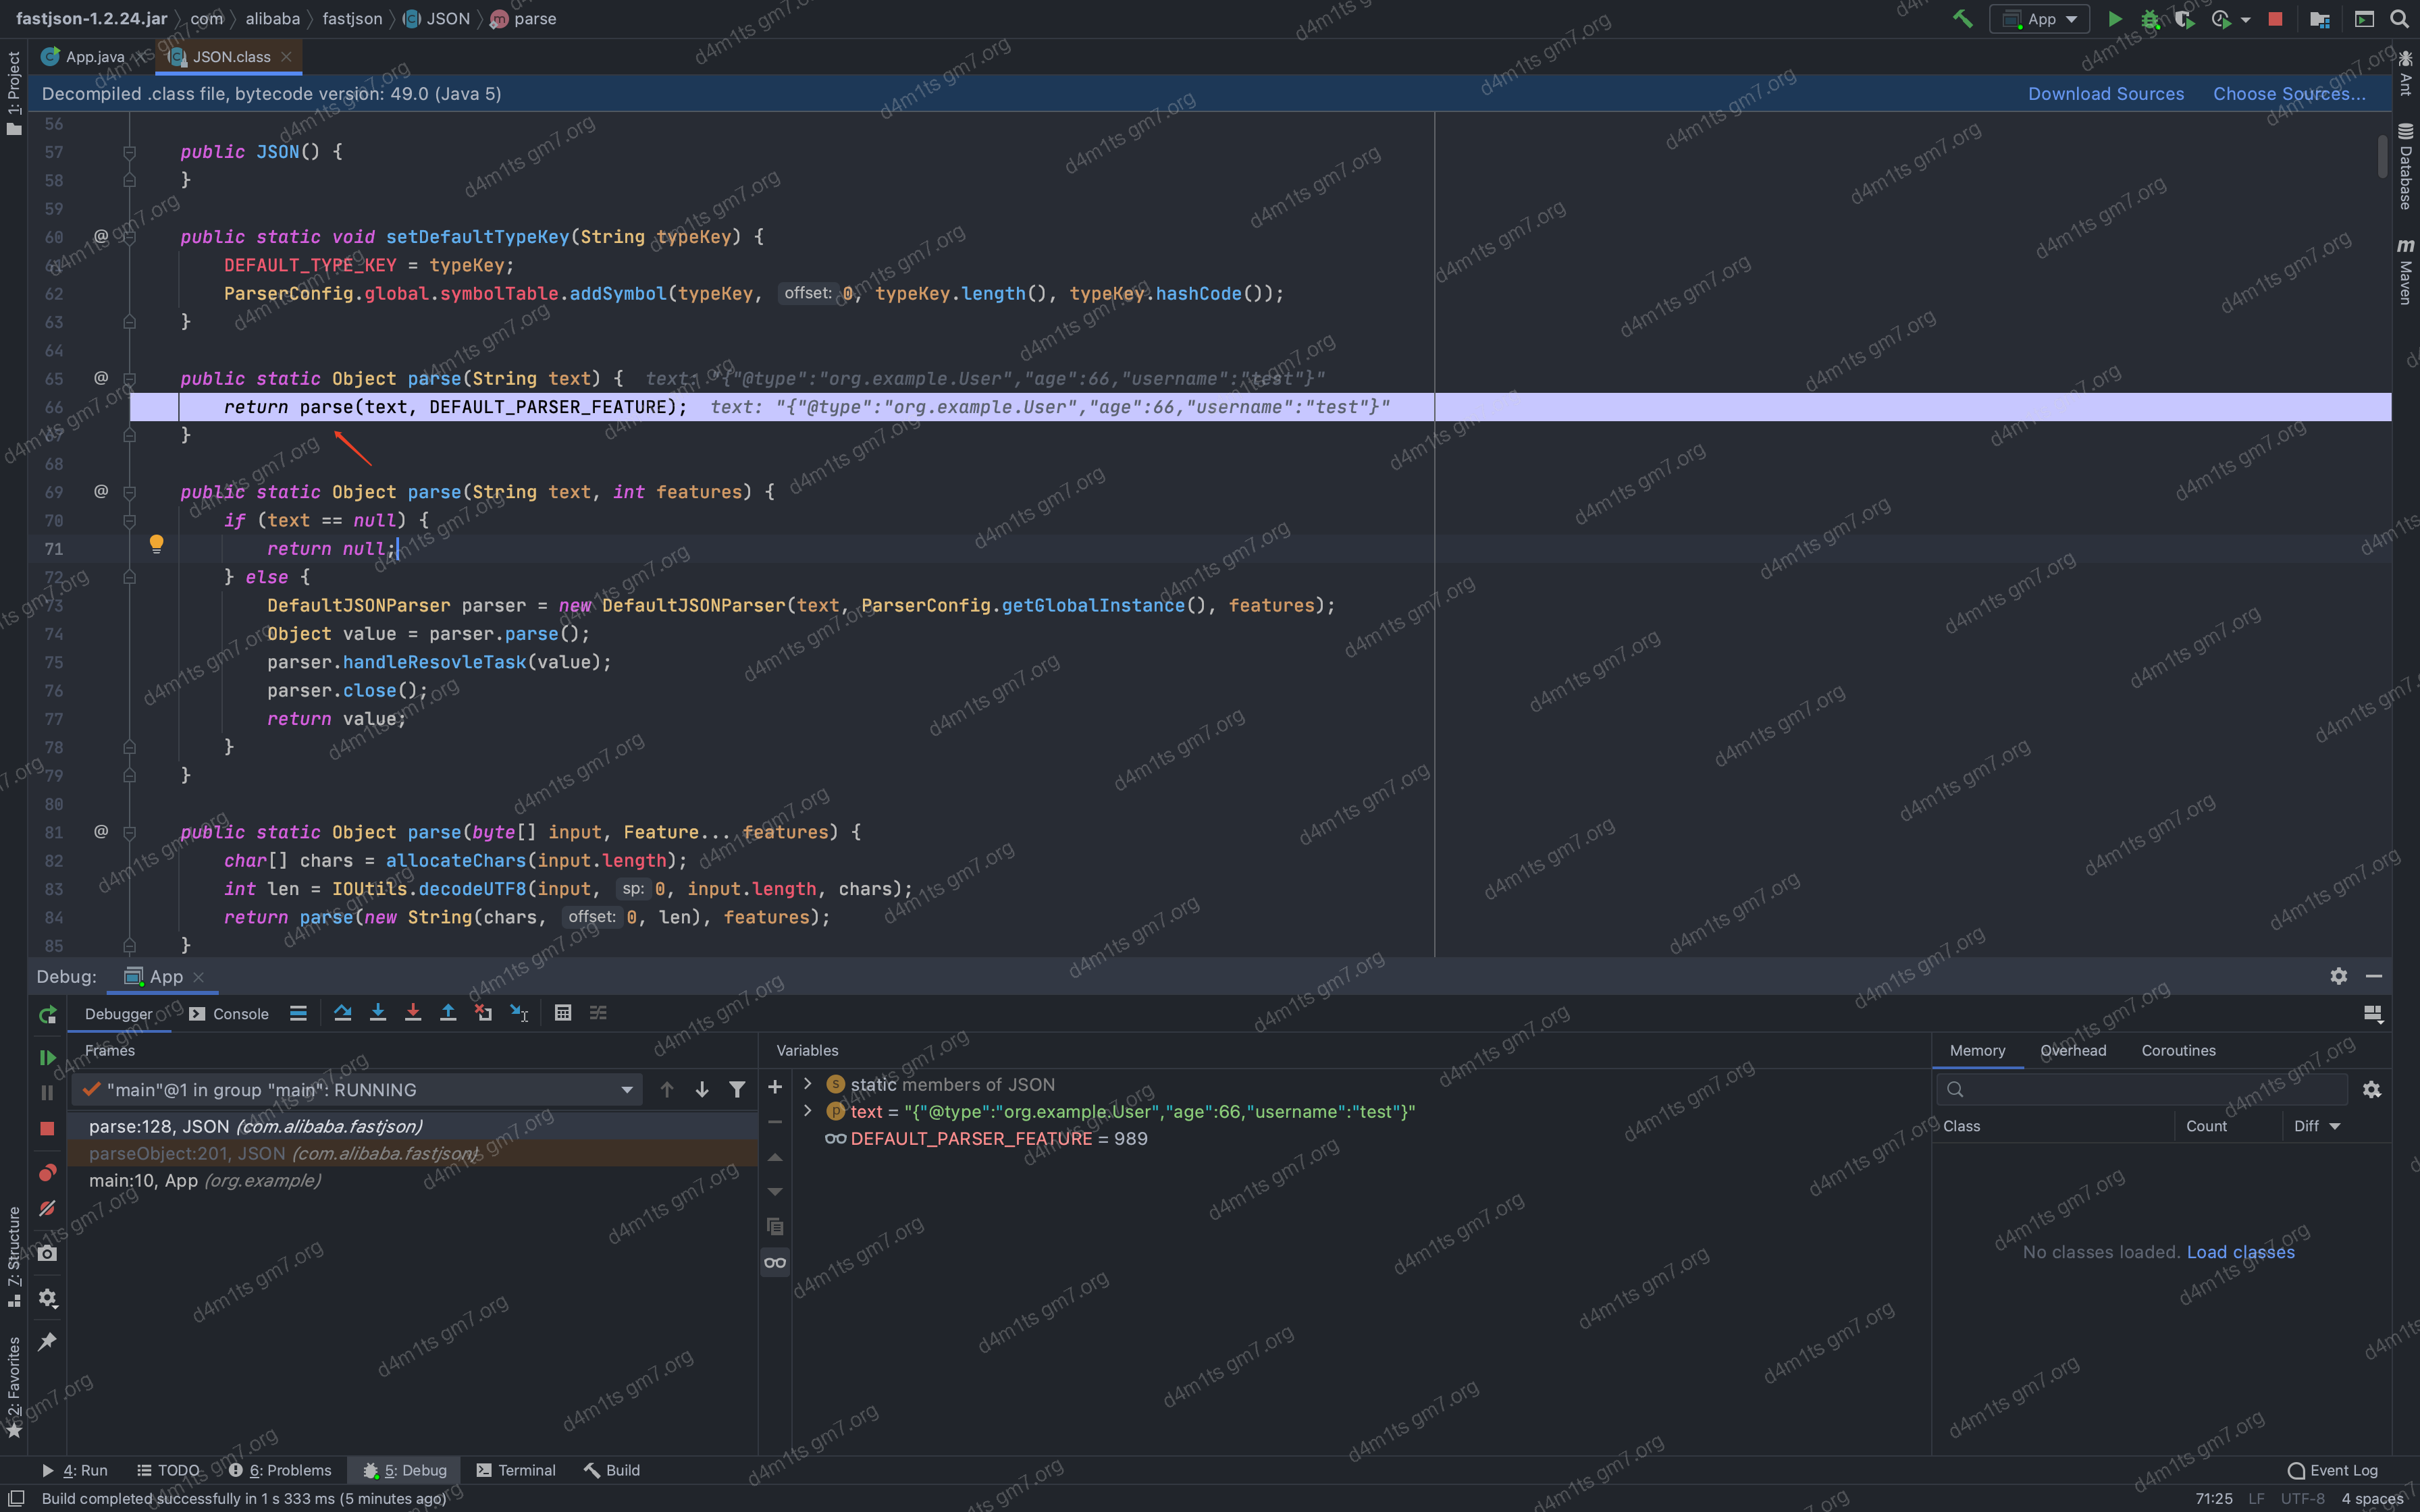 fastjson-1.2.24.jar com alibaba fastjson JSON parse
App
App.java JSON.class
Decompiled .class file, bytecode version: 49.0 (Java 5) Download Sources Choose Sources...
56
57 public JSON() {
58 }
59
60 @ public static void setDefaultTypeKey(String typeKey) {
61 DEFAULT_TYPE_KEY = typeKey;
62 ParserConfig.global.symbolTable.addSymbol(typeKey, offset: 0, typeKey.length(), typeKey.hashCode());
63 }
64
65 @ public static Object parse(String text) { text: "{"@type":"org.example.User","age":66,"username":"test"}"
66 return parse(text, DEFAULT_PARSER_FEATURE); text: "{"@type":"org.example.User","age":66,"username":"test"}"
67 }
68
69 @ public static Object parse(String text, int features) {
70 if (text == null) {
71 return null;
72 } else {
73 DefaultJSONParser parser = new DefaultJSONParser(text, ParserConfig.getGlobalInstance(), features);
74 Object value = parser.parse();
75 parser.handleResovleTask(value);
76 parser.close();
77 return value;
78 }
79 }
80
81 @ public static Object parse(byte[] input, Feature... features) {
82 char[] chars = allocateChars(input.length);
83 int len = IOUtils.decodeUTF8(input, sp: 0, input.length, chars);
84 return parse(new String(chars, offset: 0, len), features);
85 }
1: Project
7: Structure
2: Favorites
Ant
Database
m Maven
Debug: App
Debugger Console
Frames
"main"@1 in group "main": RUNNING
parse:128, JSON (com.alibaba.fastjson)
parseObject:201, JSON (com.alibaba.fastjson)
main:10, App (org.example)
Variables
static members of JSON
text = "{"@type":"org.example.User","age":66,"username":"test"}"
DEFAULT_PARSER_FEATURE = 989
Memory Overhead Coroutines
Class Count Diff
No classes loaded. Load classes
4: Run TODO 6: Problems 5: Debug Terminal Build Event Log
Build completed successfully in 1 s 333 ms (5 minutes ago) 71:25 LF UTF-8 4 spaces
d4m1ts gm7.org